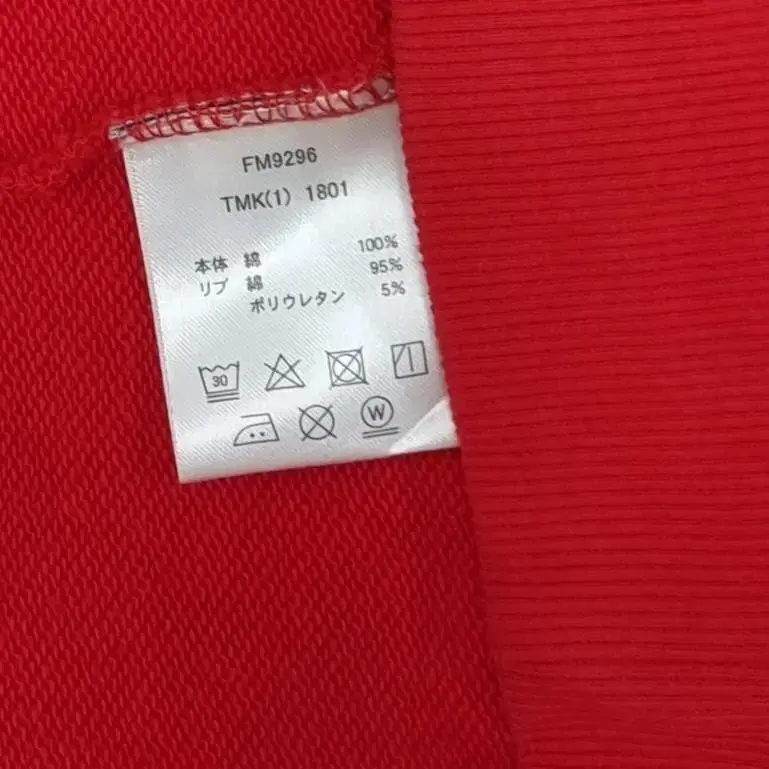 FM9296
TMK(1) 1801
本体 綿 100%
リブ 綿 95%
ポリウレタン 5%
30
W